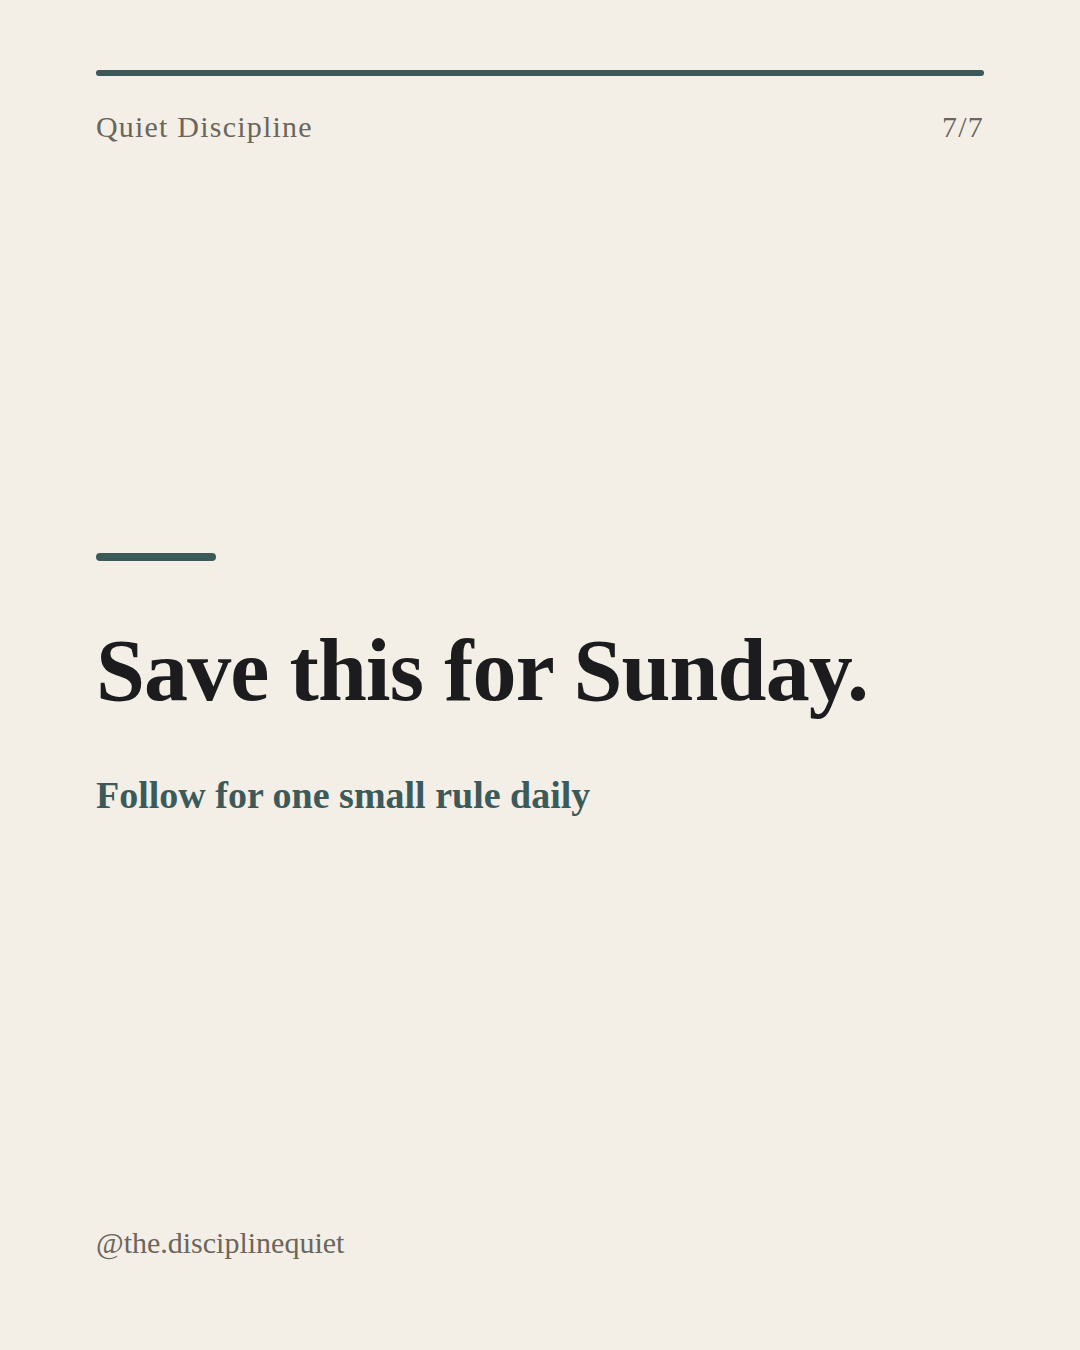 Quiet Discipline
7/7
Save this for Sunday.
Follow for one small rule daily
@the.disciplinequiet